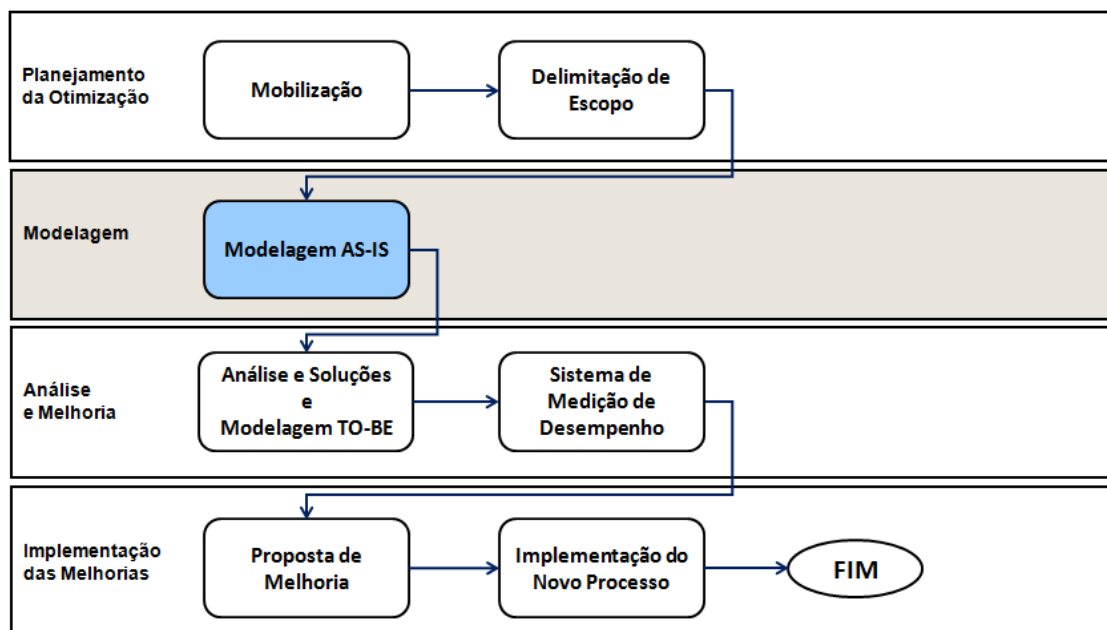 Planejamento
da Otimização
Mobilização
Delimitação de
Escopo
Modelagem
Modelagem AS-IS
Análise
e Melhoria
Análise e Soluções
e
Modelagem TO-BE
Sistema de
Medição de
Desempenho
Implementação
das Melhorias
Proposta de
Melhoria
Implementação do
Novo Processo
FIM